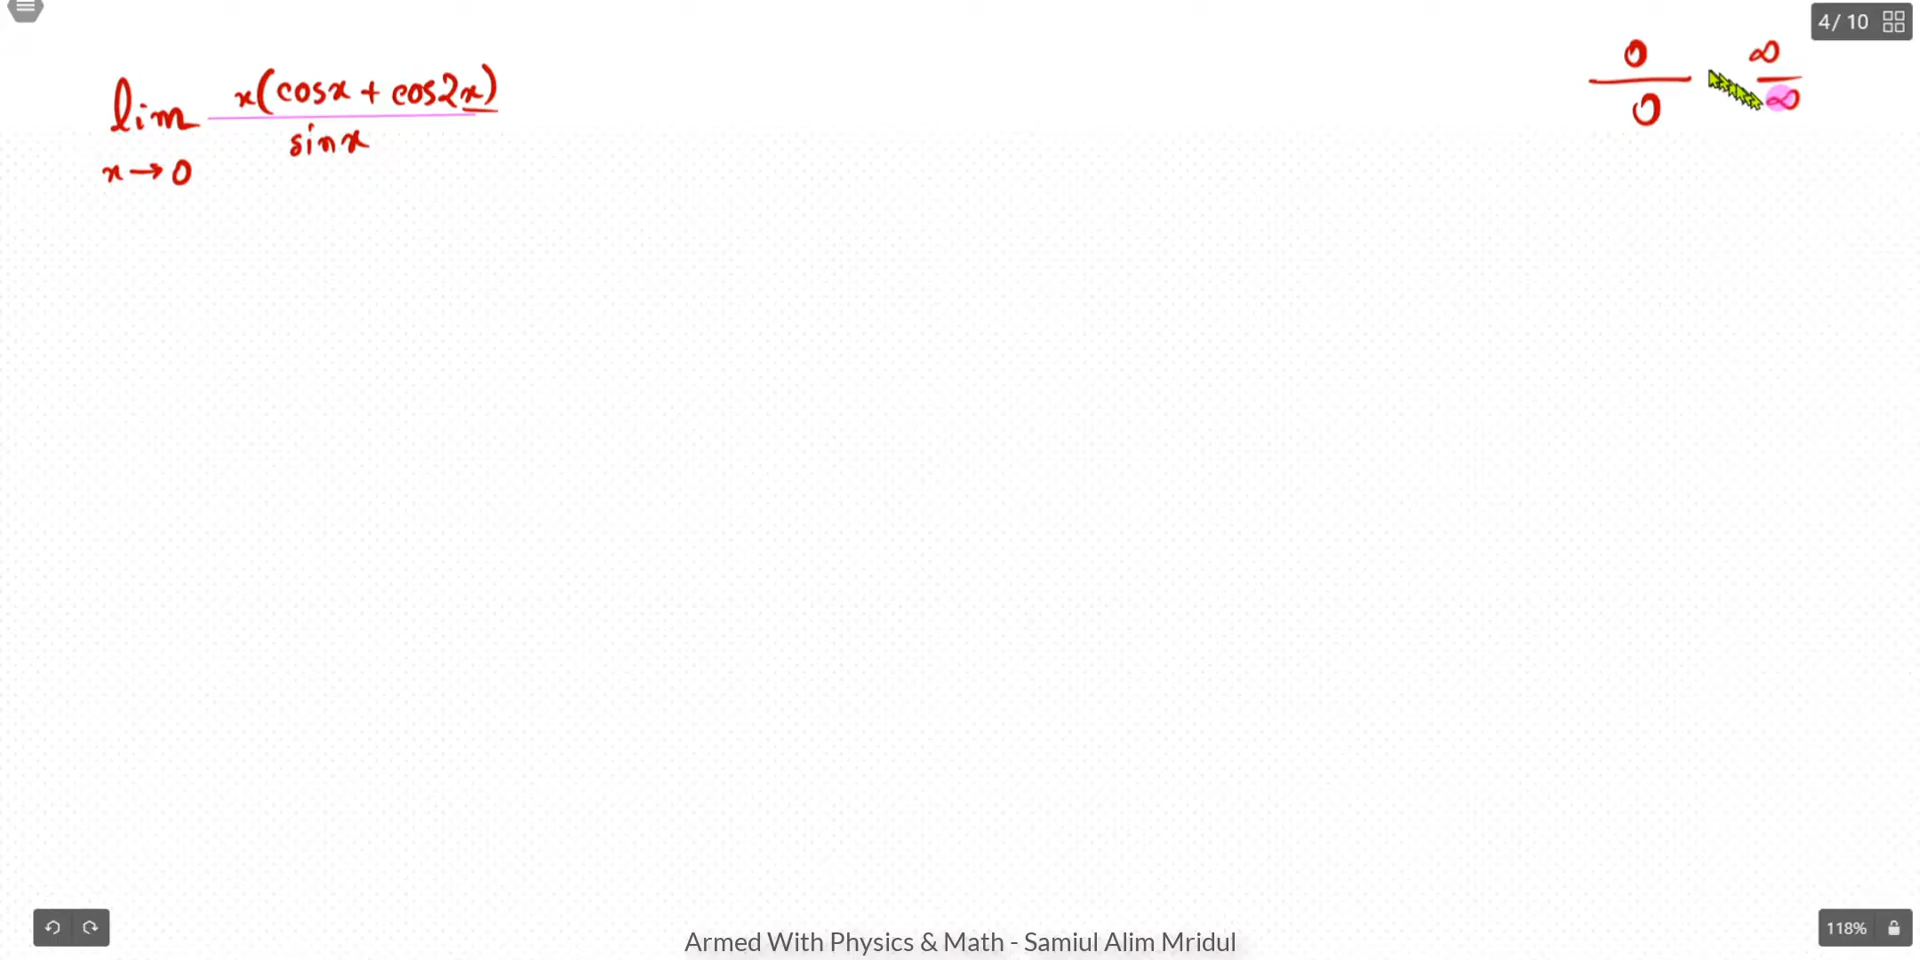 4/ 10
lim x→0 x(cosx + cos2x) / sinx
0/0 ∞/∞
118%
Armed With Physics & Math - Samiul Alim Mridul